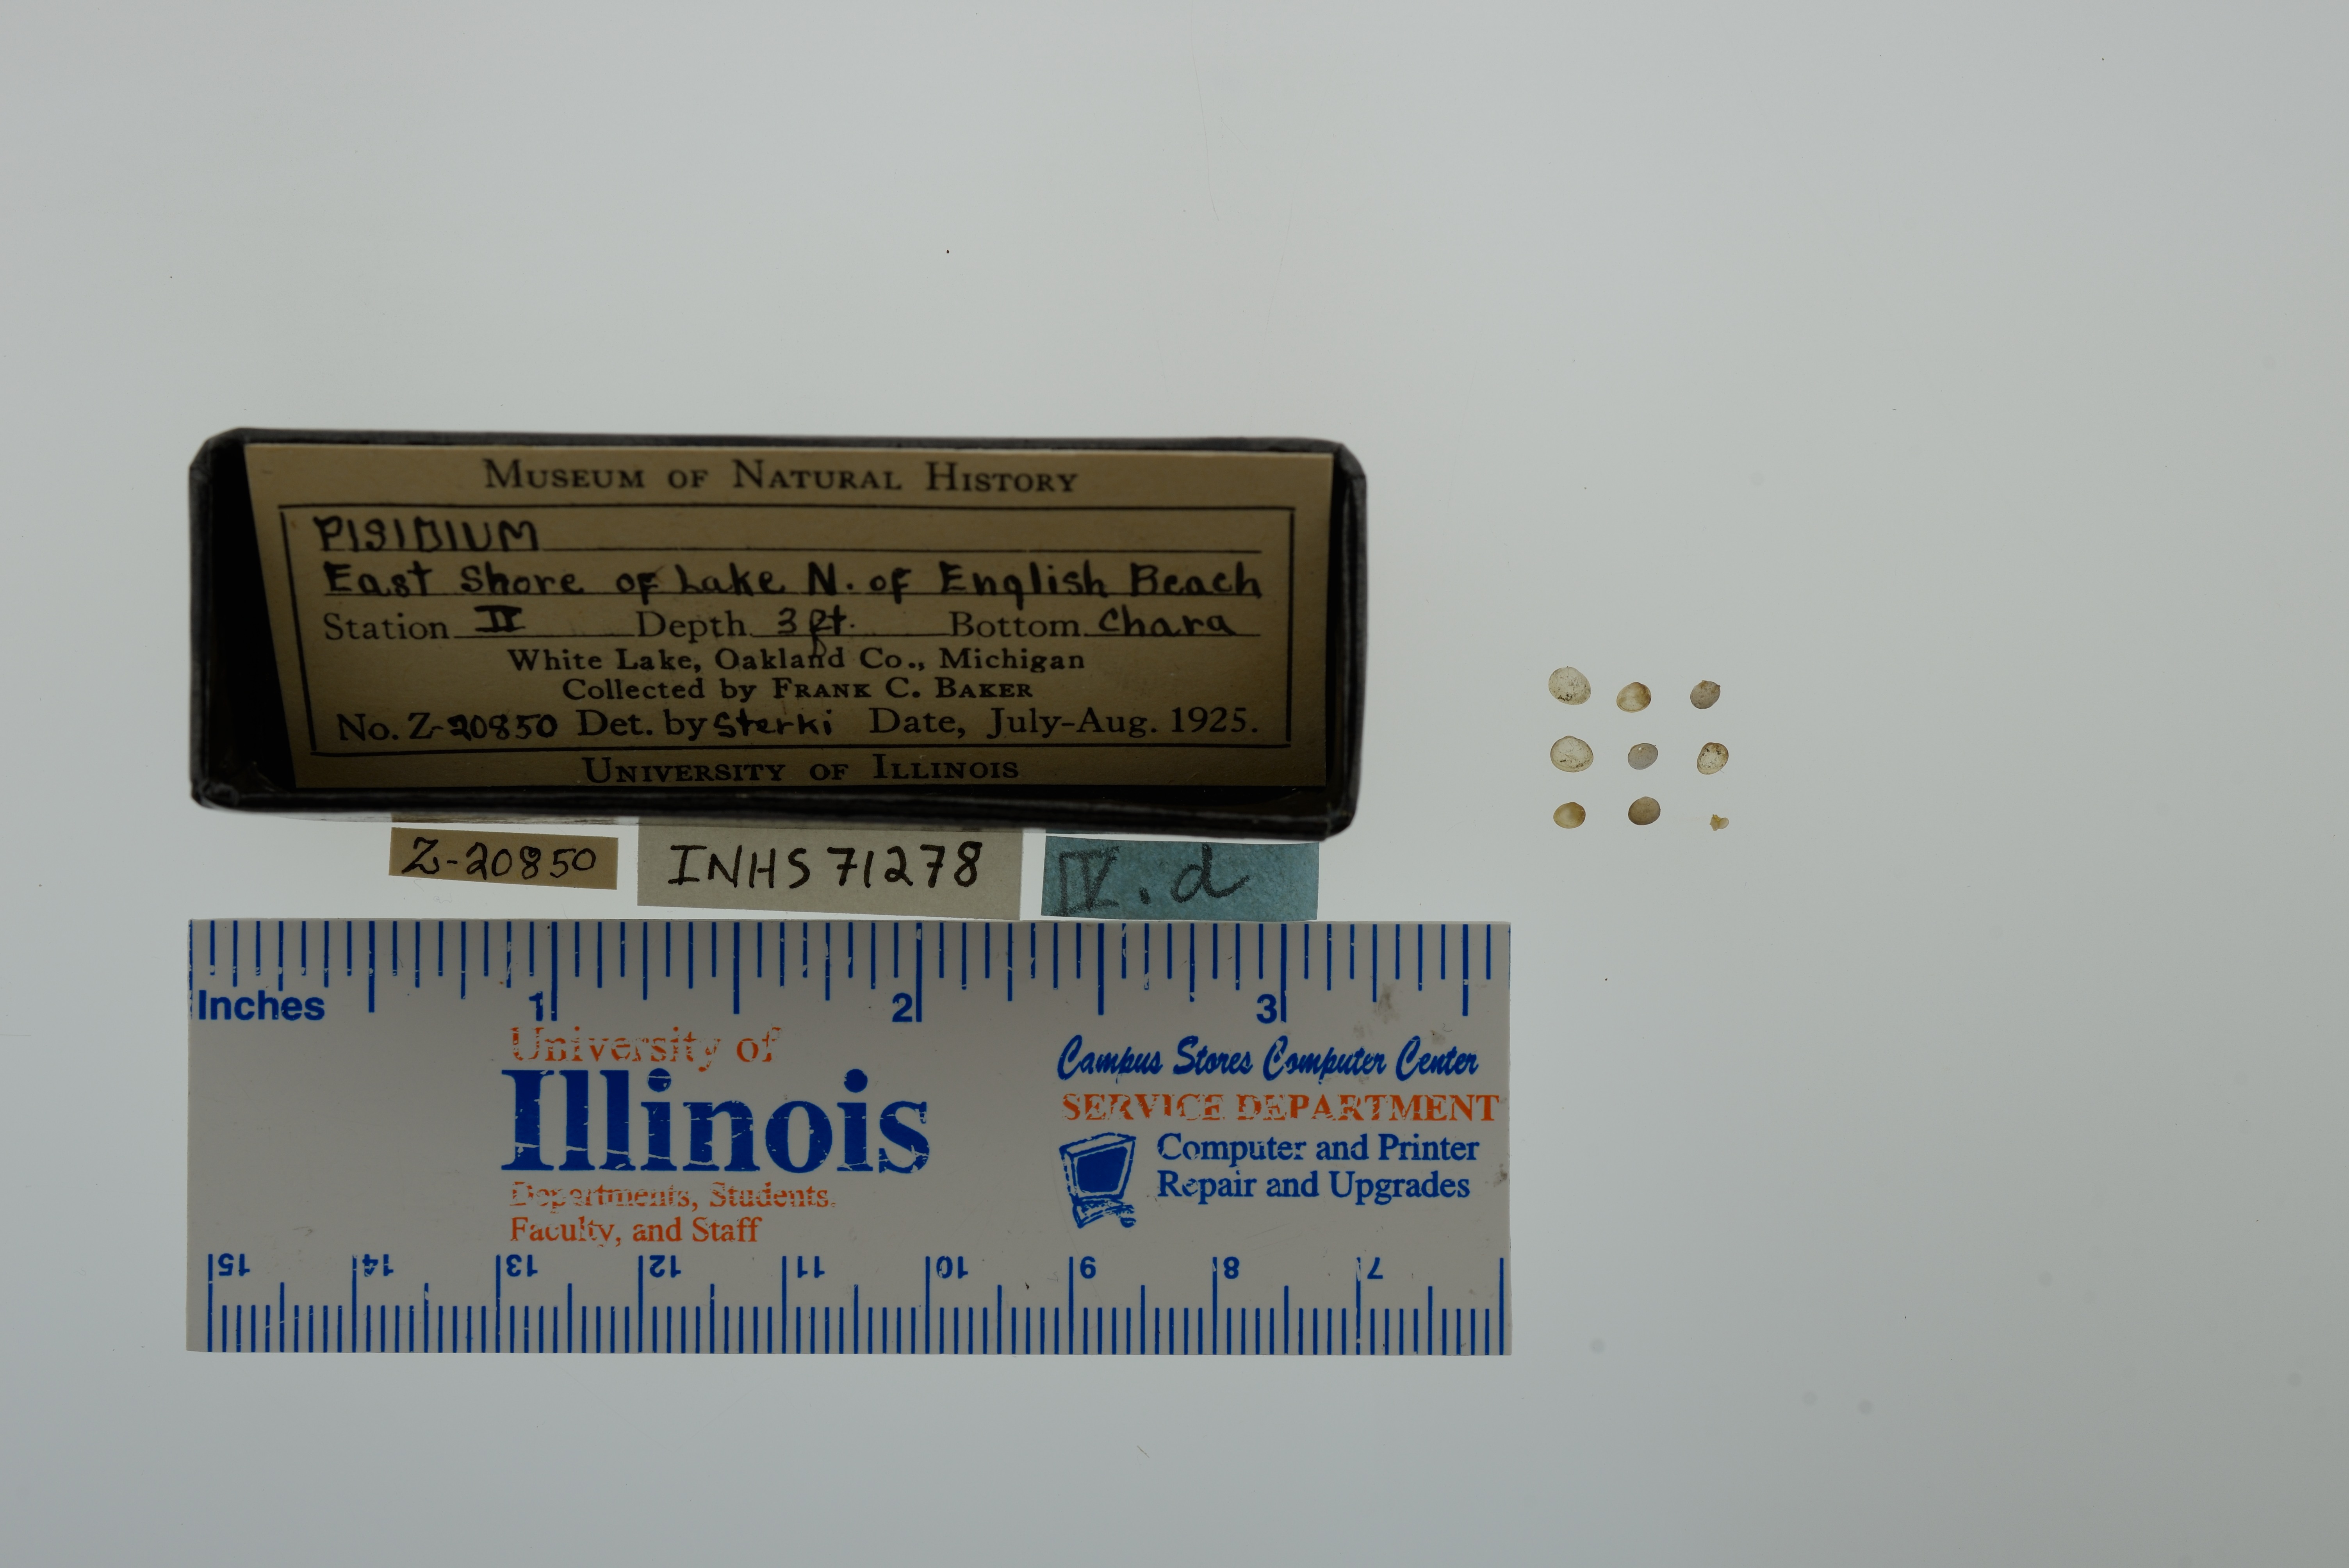 MUSEUM OF NATURAL HISTORY
PISIDIUM
East Shore of Lake N. of English Beach
Station II Depth 3 ft. Bottom Chara
White Lake, Oakland Co., Michigan
Collected by FRANK C. BAKER
No. Z-20850 Det. by Sterki Date, July-Aug. 1925.
UNIVERSITY OF ILLINOIS
Z-20850
INHS 71278
IV.d
Inches 1 2 3
University of
Illinois
Departments, Students,
Faculty, and Staff
Campus Stores Computer Center
SERVICE DEPARTMENT
Computer and Printer
Repair and Upgrades
15 14 13 12 11 10 9 8 7